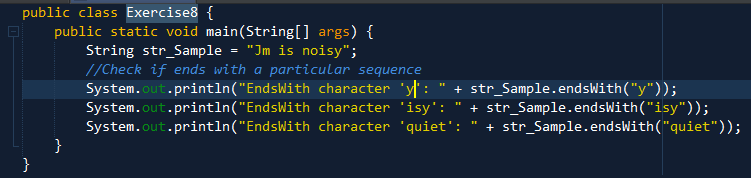 public class Exercise8 {
    public static void main(String[] args) {
        String str_Sample = "Jm is noisy";
        //Check if ends with a particular sequence
        System.out.println("EndsWith character 'y': " + str_Sample.endsWith("y"));
        System.out.println("EndsWith character 'isy': " + str_Sample.endsWith("isy"));
        System.out.println("EndsWith character 'quiet': " + str_Sample.endsWith("quiet"));
    }
}